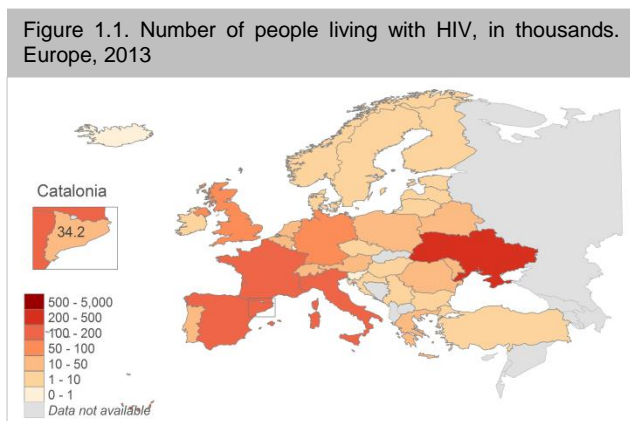 Figure 1.1. Number of people living with HIV, in thousands.
Europe, 2013
Catalonia
34.2
500 - 5,000
200 - 500
100 - 200
50 - 100
10 - 50
1 - 10
0 - 1
Data not available